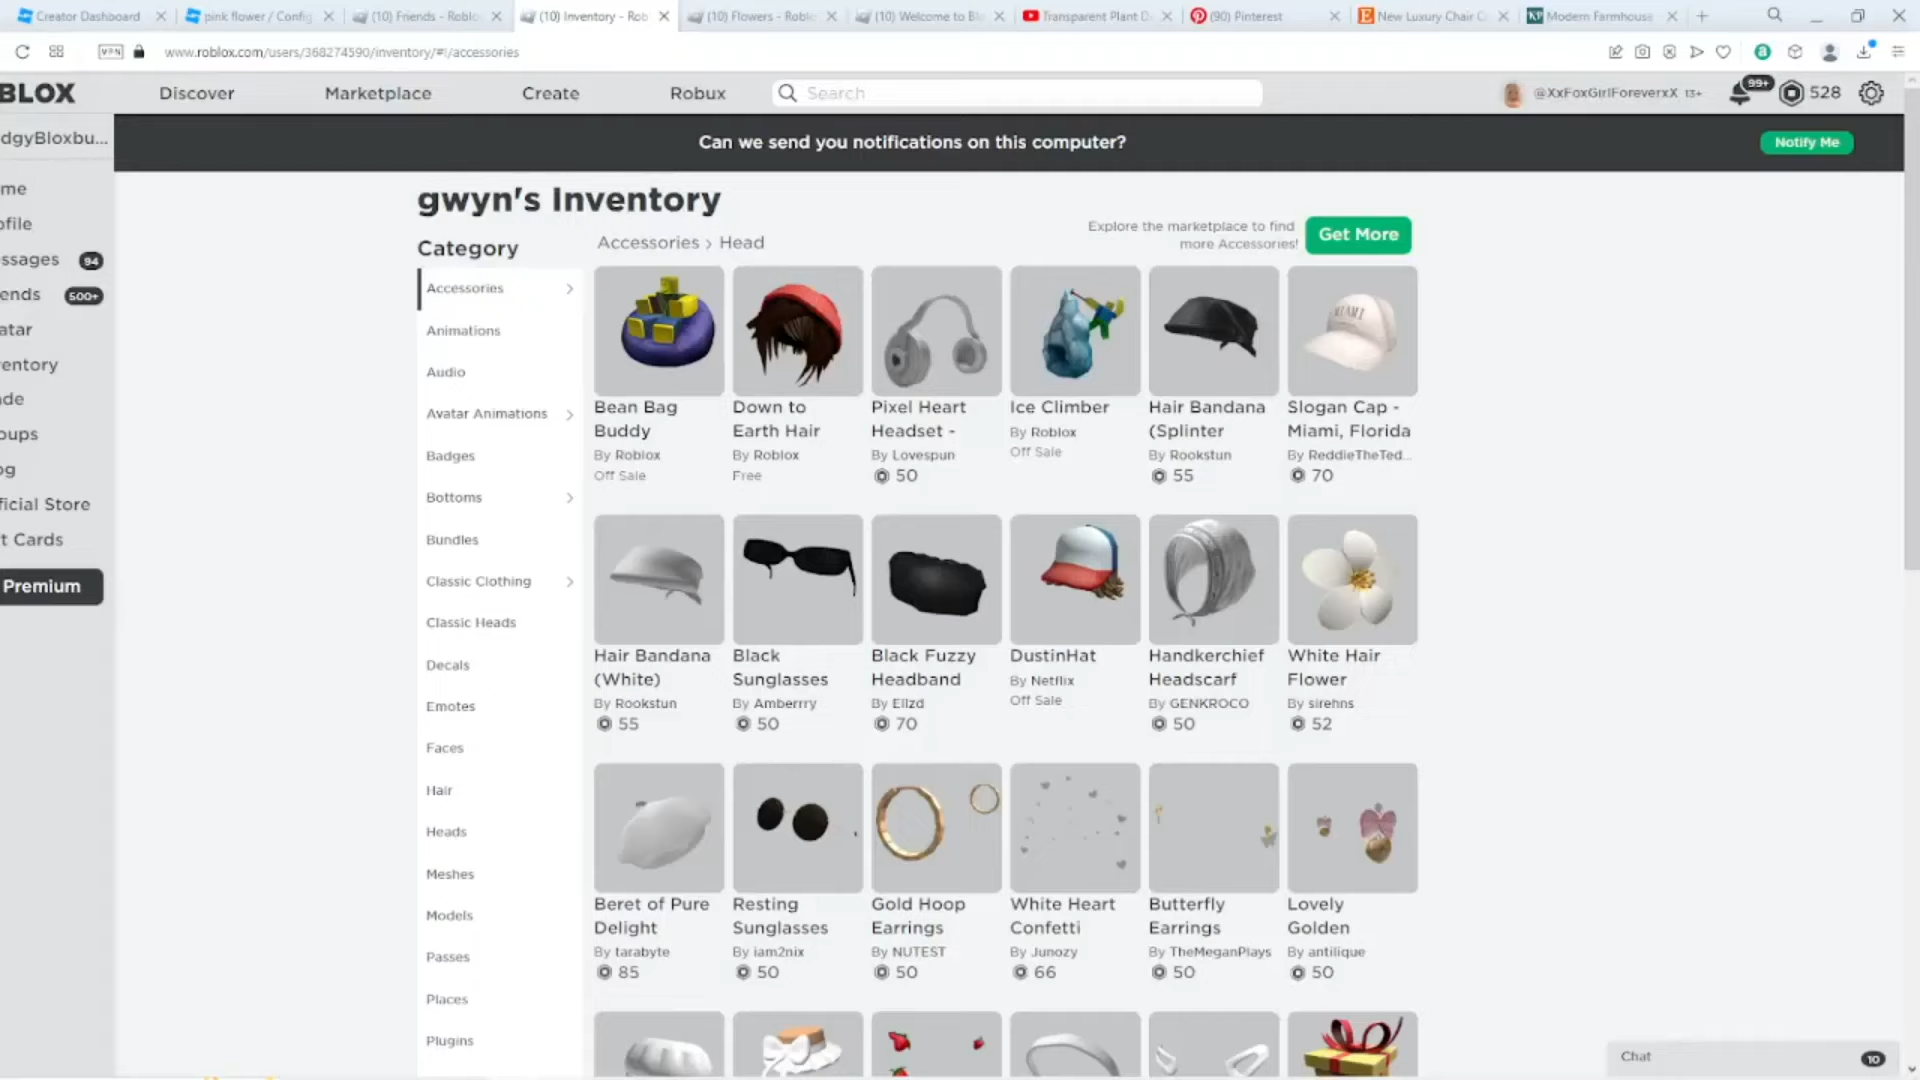 Creator Dashboard
pink flower / Config
(10) Friends - Roblo
(10) Inventory - Rob
(10) Flowers - Roblo
(10) Welcome to Bl
Transparent Plant D
(90) Pinterest
New Luxury Chair C
Modern Farmhouse
VPN
www.roblox.com/users/368274590/inventory/#!/accessories
BLOX
Discover
Marketplace
Create
Robux
Search
@XxFoxGirlForeverxX 13+
99+
528
Can we send you notifications on this computer?
Notify Me
dgyBloxbu...
me
ofile
ssages 94
ends 500+
atar
ventory
ade
oups
og
ficial Store
t Cards
Premium
gwyn's Inventory
Category
Accessories › Head
Explore the marketplace to find
more Accessories!
Get More
Accessories
Animations
Audio
Avatar Animations
Badges
Bottoms
Bundles
Classic Clothing
Classic Heads
Decals
Emotes
Faces
Hair
Heads
Meshes
Models
Passes
Places
Plugins
Bean Bag
Buddy
By Roblox
Off Sale
Down to
Earth Hair
By Roblox
Free
Pixel Heart
Headset -
By Lovespun
50
Ice Climber
By Roblox
Off Sale
Hair Bandana
(Splinter
By Rookstun
55
MIAMI
Slogan Cap -
Miami, Florida
By ReddieTheTed...
70
Hair Bandana
(White)
By Rookstun
55
Black
Sunglasses
By Amberrry
50
Black Fuzzy
Headband
By Ellzd
70
DustinHat
By Netflix
Off Sale
Handkerchief
Headscarf
By GENKROCO
50
White Hair
Flower
By sirehns
52
Beret of Pure
Delight
By tarabyte
85
Resting
Sunglasses
By iam2nix
50
Gold Hoop
Earrings
By NUTEST
50
White Heart
Confetti
By Junozy
66
Butterfly
Earrings
By TheMeganPlays
50
Lovely
Golden
By antilique
50
Chat
10